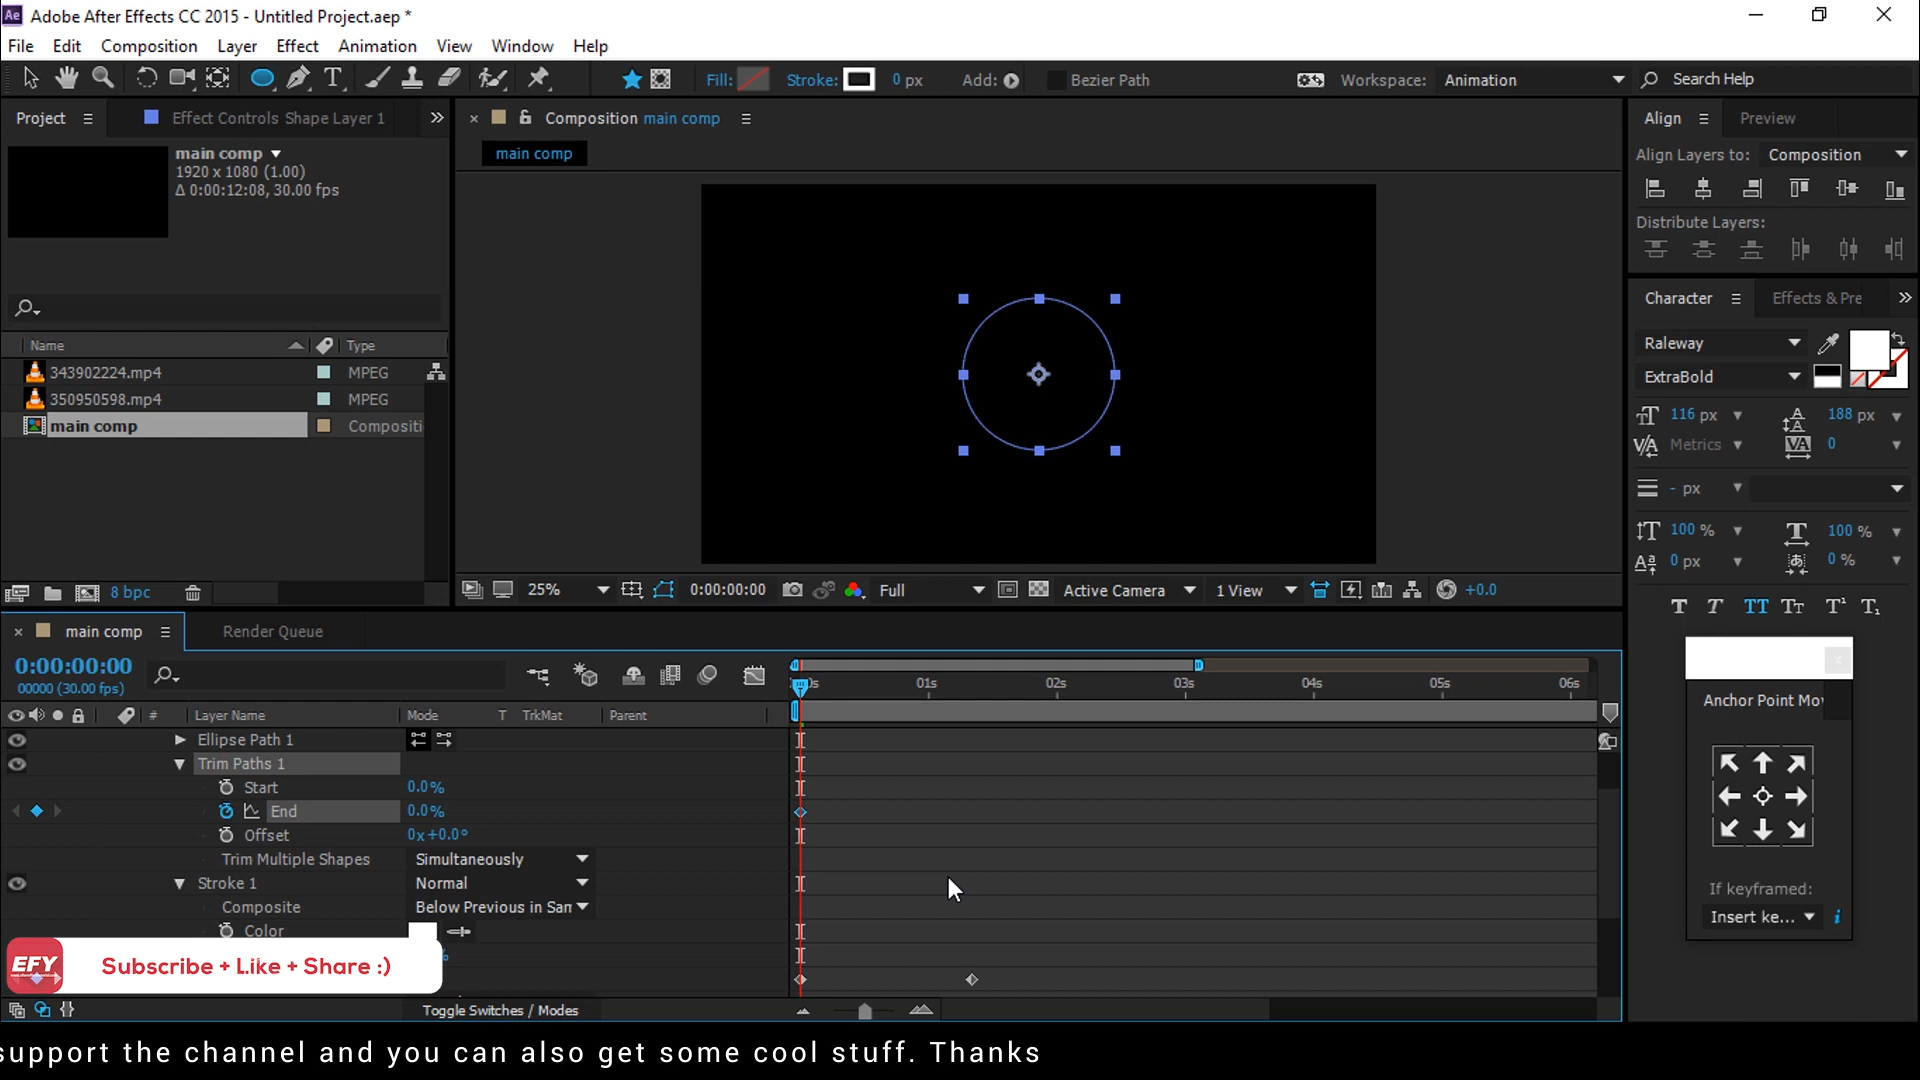 Ae Adobe After Effects CC 2015 - Untitled Project.aep *
File Edit Composition Layer Effect Animation View Window Help
T Fill: Stroke: 0 px Add: Bezier Path Workspace: Animation Search Help
Project Effect Controls Shape Layer 1 »
Composition main comp
main comp
main comp
1920 x 1080 (1.00)
Δ 0:00:12:08, 30.00 fps
Name Type
343902224.mp4 MPEG
350950598.mp4 MPEG
main comp Compositi
8 bpc
25% 0:00:00:00 Full Active Camera 1 View +0.0
Align Preview
Align Layers to: Composition
Distribute Layers:
Character Effects & Pre »
Raleway
ExtraBold
116 px 188 px
Metrics 0
- px
100 % 100 %
0 px 0 %
T T TT Tt T¹ T₁
Anchor Point Mov
If keyframed:
Insert ke... i
main comp Render Queue
0:00:00:00
00000 (30.00 fps)
0s 01s 02s 03s 04s 05s 06s
# Layer Name Mode T TrkMat Parent
Ellipse Path 1
Trim Paths 1
Start 0.0%
End 0.0%
Offset 0x+0.0°
Trim Multiple Shapes Simultaneously
Stroke 1 Normal
Composite Below Previous in Sam
Color
EFY Subscribe + Like + Share :)
Toggle Switches / Modes
support the channel and you can also get some cool stuff. Thanks